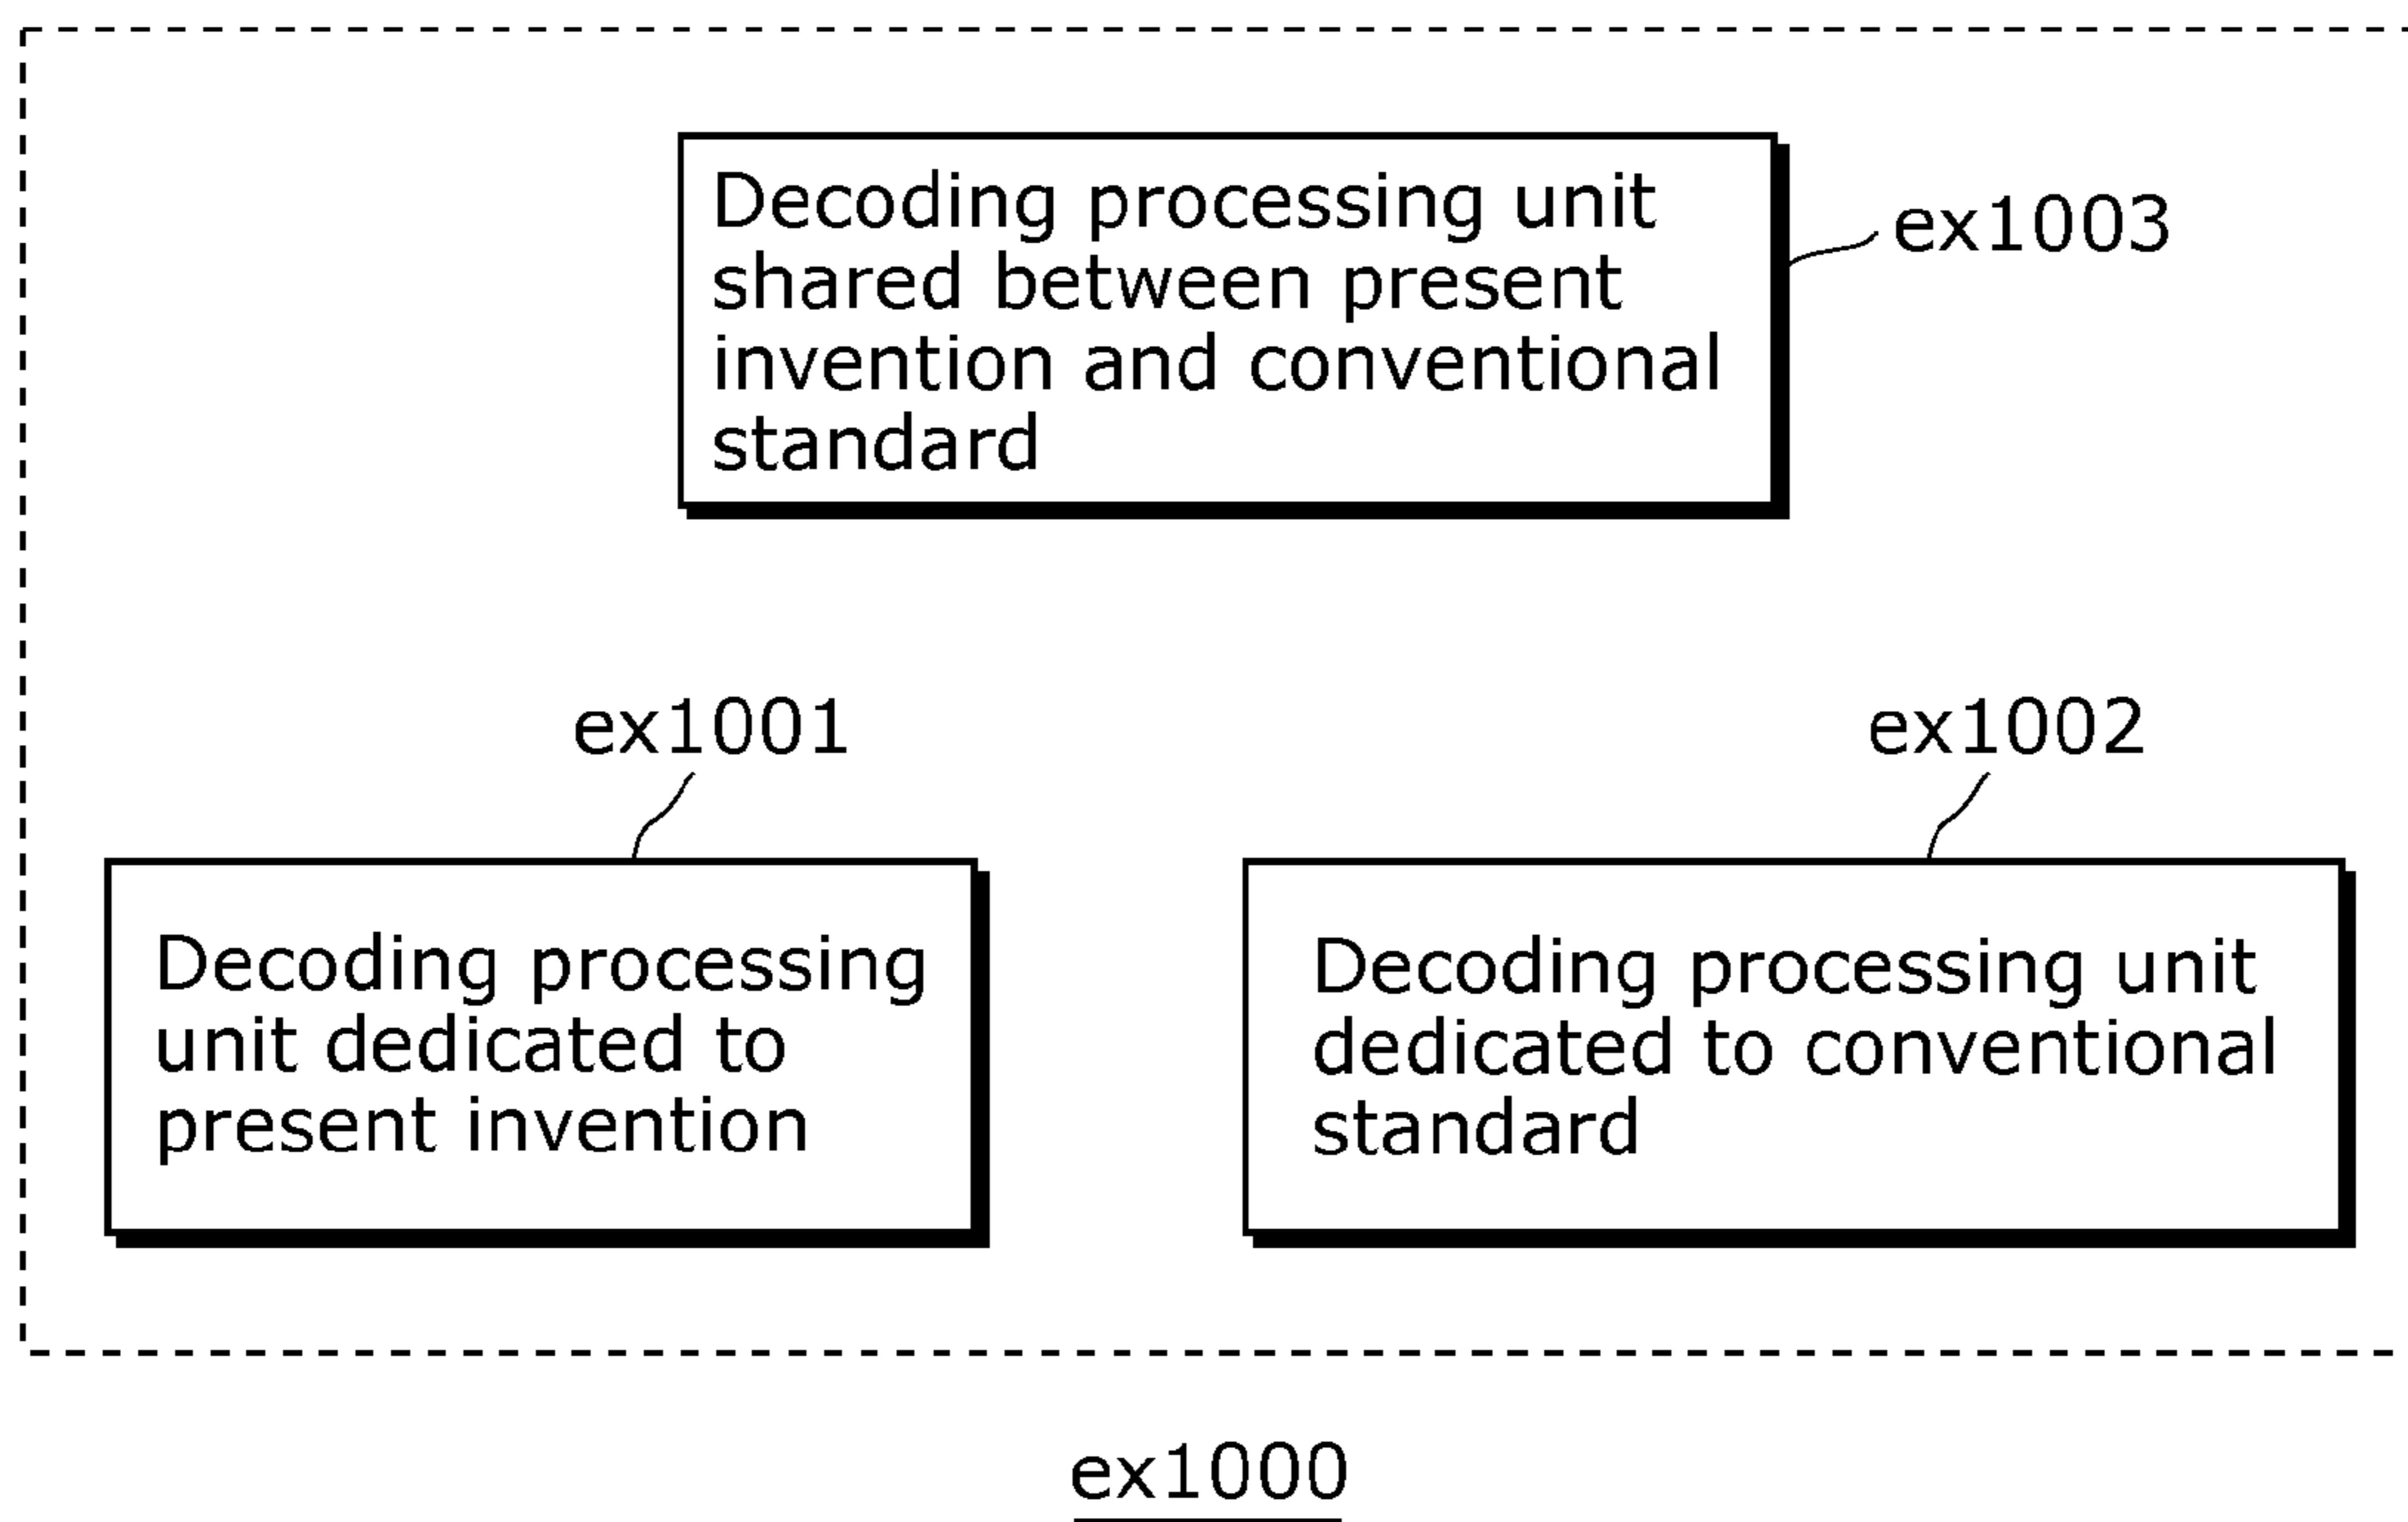 Decoding processing unit
shared between present
invention and conventional
standard
ex1003
ex1001
ex1002
Decoding processing
unit dedicated to
present invention
Decoding processing unit
dedicated to conventional
standard
ex1000